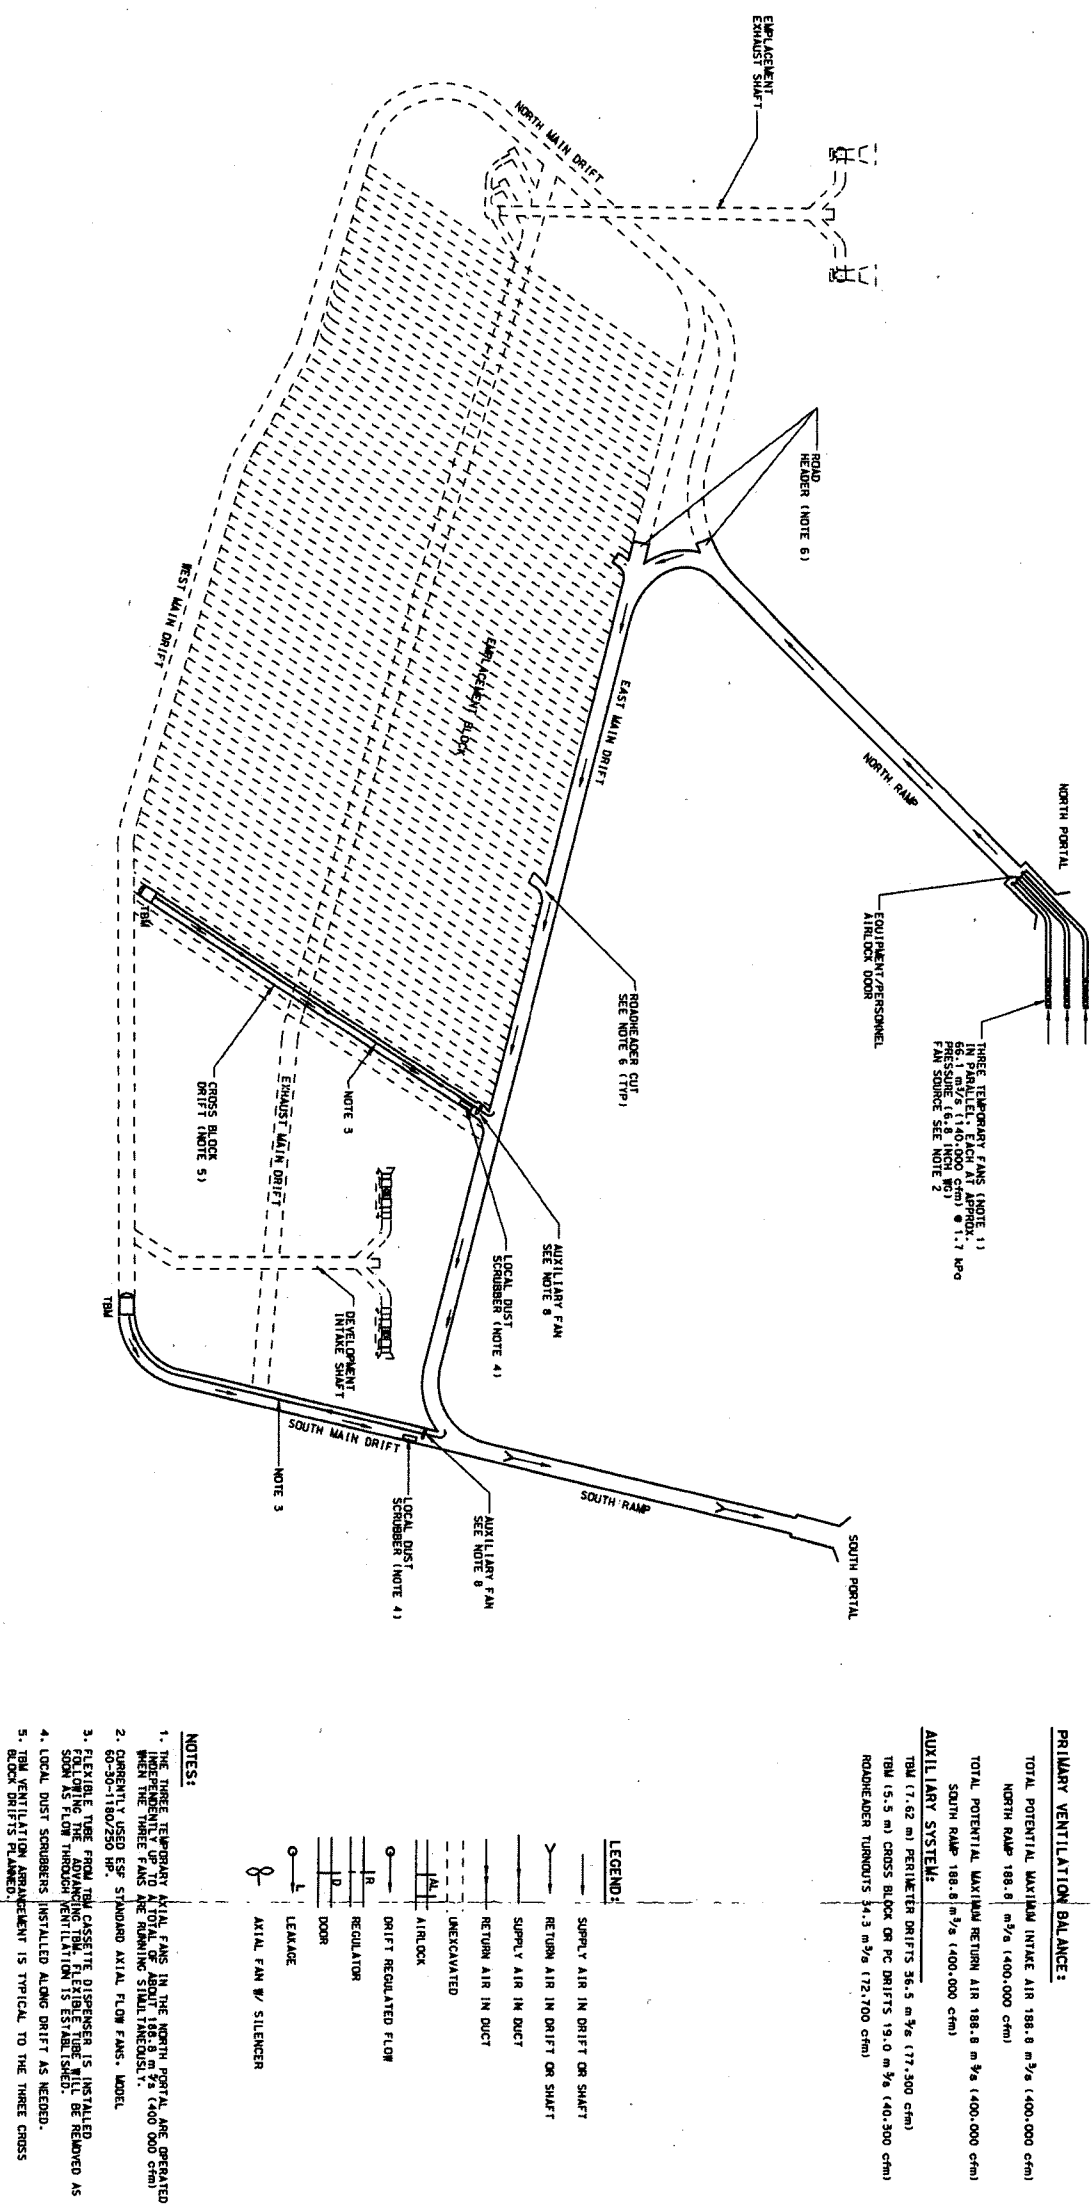 EMPLACEMENT
EXHAUST SHAFT
NORTH MAIN DRIFT
ROAD
HEADER (NOTE 6)
NORTH PORTAL
NORTH RAMP
EQUIPMENT/PERSONNEL
AIRLOCK DOOR
THREE TEMPORARY FANS (NOTE 1)
IN PARALLEL, EACH AT APPROX.
66.1 m³/s (140,000 cfm) @ 1.7 kPa
PRESSURE (6.8 INCH WG)
FAN SOURCE SEE NOTE 2
EAST MAIN DRIFT
EMPLACEMENT BLOCK
WEST MAIN DRIFT
ROADHEADER CUT
SEE NOTE 6 (TYP)
TBM
CROSS BLOCK
DRIFT (NOTE 5)
NOTE 3
EXHAUST MAIN DRIFT
AUXILIARY FAN
SEE NOTE 8
LOCAL DUST
SCRUBBER (NOTE 4)
DEVELOPMENT
INTAKE SHAFT
TBM
SOUTH MAIN DRIFT
NOTE 3
LOCAL DUST
SCRUBBER (NOTE 4)
AUXILIARY FAN
SEE NOTE 8
SOUTH RAMP
SOUTH PORTAL
PRIMARY VENTILATION BALANCE:
TOTAL POTENTIAL MAXIMUM INTAKE AIR 188.8 m³/s (400,000 cfm)
NORTH RAMP 188.8 m³/s (400,000 cfm)
TOTAL POTENTIAL MAXIMUM RETURN AIR 188.8 m³/s (400,000 cfm)
SOUTH RAMP 188.8 m³/s (400,000 cfm)
AUXILIARY SYSTEM:
TBM (7.62 m) PERIMETER DRIFTS 36.5 m³/s (77,300 cfm)
TBM (5.5 m) CROSS BLOCK OR PC DRIFTS 19.0 m³/s (40,300 cfm)
ROADHEADER TURNOUTS 34.3 m³/s (72,700 cfm)
LEGEND:
SUPPLY AIR IN DRIFT OR SHAFT
RETURN AIR IN DRIFT OR SHAFT
SUPPLY AIR IN DUCT
RETURN AIR IN DUCT
UNEXCAVATED
AL AIRLOCK
DRIFT REGULATED FLOW
R REGULATOR
D DOOR
L LEAKAGE
AXIAL FAN W/ SILENCER
NOTES:
1. THE THREE TEMPORARY AXIAL FANS IN THE NORTH PORTAL ARE OPERATED
INDEPENDENTLY UP TO A TOTAL OF ABOUT 188.8 m³/s (400 000 cfm)
WHEN THE THREE FANS ARE RUNNING SIMULTANEOUSLY.
2. CURRENTLY USED ESF STANDARD AXIAL FLOW FANS, MODEL
60-30-1180/250 HP.
3. FLEXIBLE TUBE FROM TBM CASSETTE DISPENSER IS INSTALLED
FOLLOWING THE ADVANCING TBM. FLEXIBLE TUBE WILL BE REMOVED AS
SOON AS FLOW THROUGH VENTILATION IS ESTABLISHED.
4. LOCAL DUST SCRUBBERS INSTALLED ALONG DRIFT AS NEEDED.
5. TBM VENTILATION ARRANGEMENT IS TYPICAL TO THE THREE CROSS
BLOCK DRIFTS PLANNED.